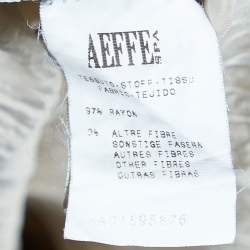 AEFFE SPA
TESSUTO-STOFF-TISSU
FABRIC-TEJIDO
97% RAYON
3% ALTRE FIBRE
SONSTIGE FASERN
AUTRES FIBRES
OTHER FIBRES
OUTRAS FIBRAS